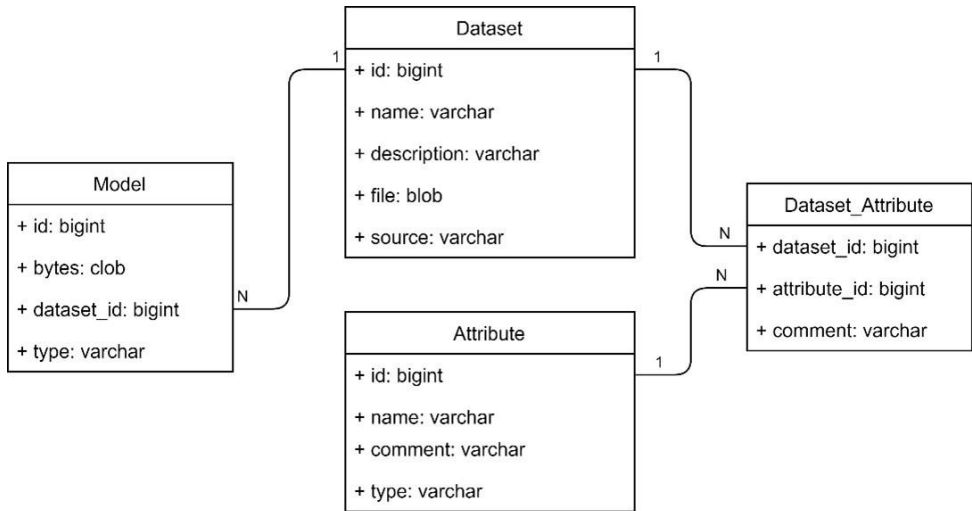 Dataset
+ id: bigint
+ name: varchar
+ description: varchar
+ file: blob
+ source: varchar
1
1
Model
+ id: bigint
+ bytes: clob
+ dataset_id: bigint
+ type: varchar
N
Dataset_Attribute
+ dataset_id: bigint
+ attribute_id: bigint
+ comment: varchar
N
N
Attribute
+ id: bigint
+ name: varchar
+ comment: varchar
+ type: varchar
1